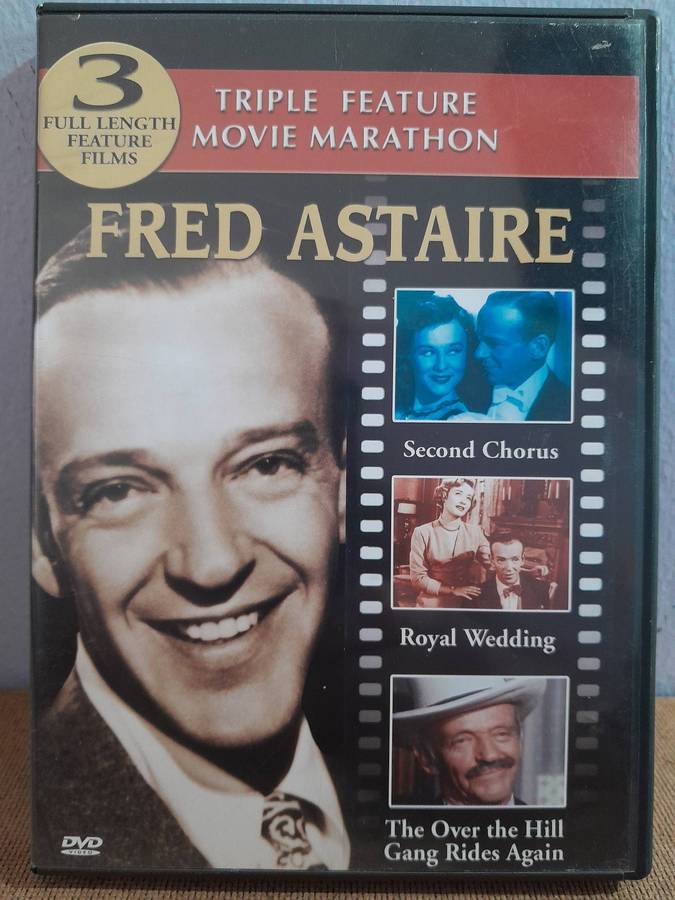 3
FULL LENGTH
FEATURE
FILMS
TRIPLE FEATURE
MOVIE MARATHON
FRED ASTAIRE
Second Chorus
Royal Wedding
The Over the Hill
Gang Rides Again
DVD
VIDEO